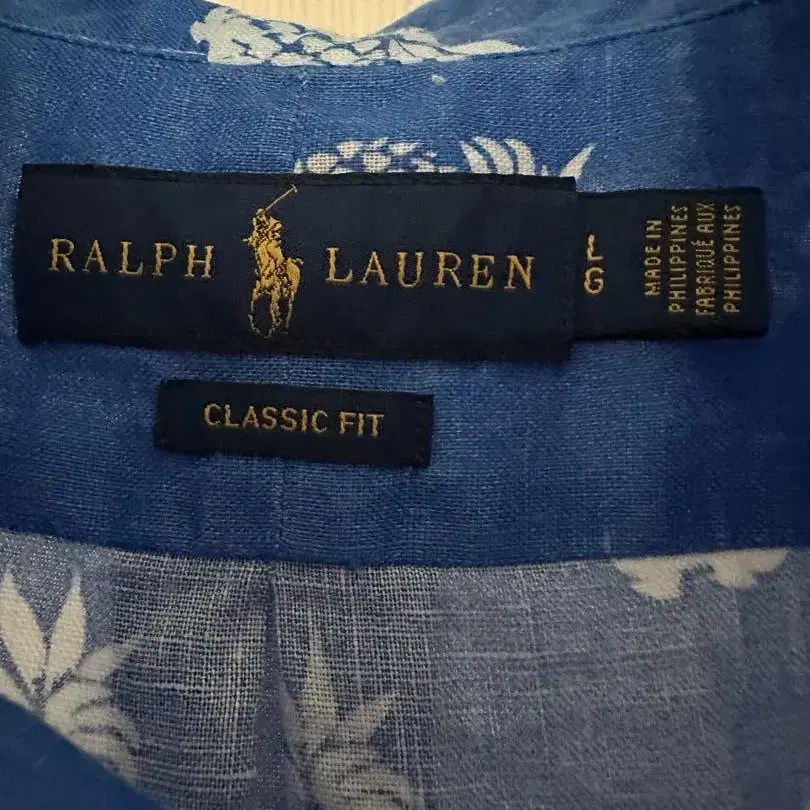 RALPH LAUREN
L
G
MADE IN
PHILIPPINES
FABRIQUÉ AUX
PHILIPPINES
CLASSIC FIT